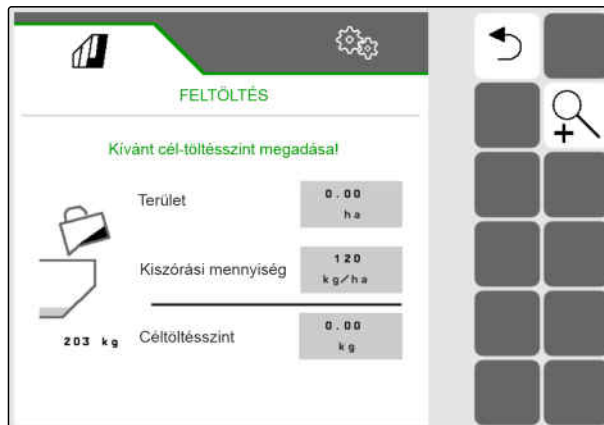 FELTÖLTÉS
Kívánt cél-töltésszint megadása!
Terület
0.00
ha
Kiszórási mennyiség
120
kg/ha
203 kg
Céltöltésszint
0.00
kg